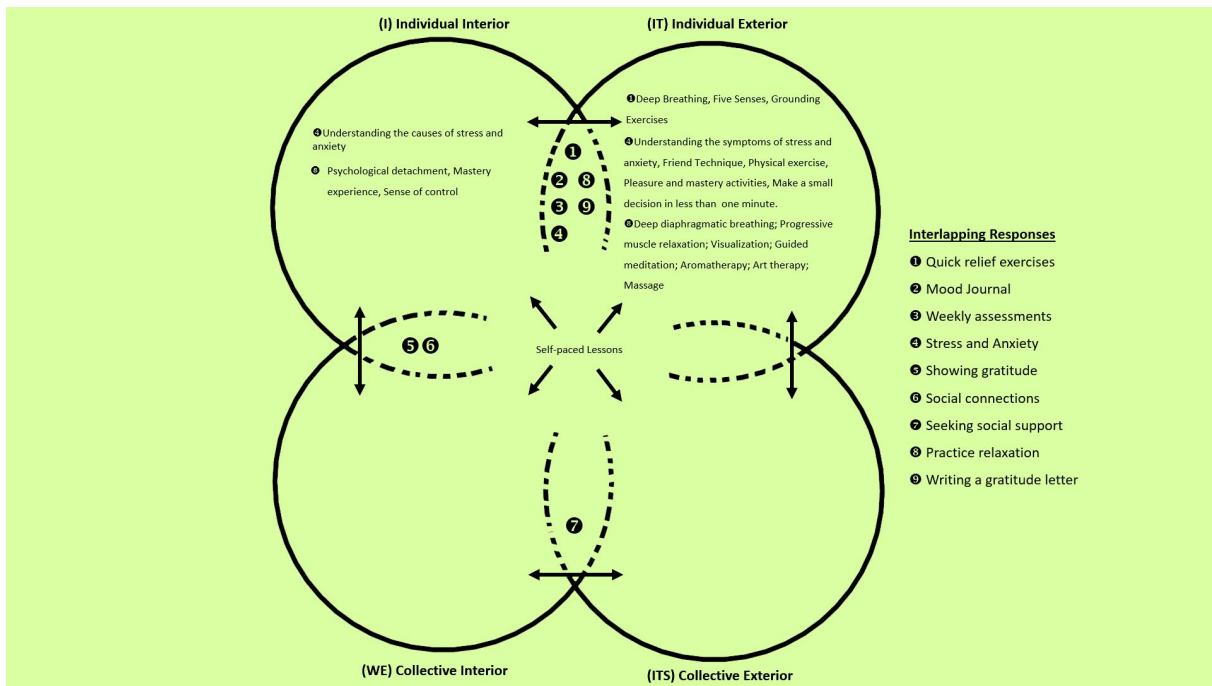 (I) Individual Interior
(IT) Individual Exterior
❹Understanding the causes of stress and
anxiety
❽ Psychological detachment, Mastery
experience, Sense of control
❶
❷ ❽
❸ ❾
❹
❶Deep Breathing, Five Senses, Grounding
Exercises
❹Understanding the symptoms of stress and
anxiety, Friend Technique, Physical exercise,
Pleasure and mastery activities, Make a small
decision in less than one minute.
❽Deep diaphragmatic breathing; Progressive
muscle relaxation; Visualization; Guided
meditation; Aromatherapy; Art therapy;
Massage
❺ ❻
Self-paced Lessons
❼
(WE) Collective Interior
(ITS) Collective Exterior
Interlapping Responses
❶ Quick relief exercises
❷ Mood Journal
❸ Weekly assessments
❹ Stress and Anxiety
❺ Showing gratitude
❻ Social connections
❼ Seeking social support
❽ Practice relaxation
❾ Writing a gratitude letter